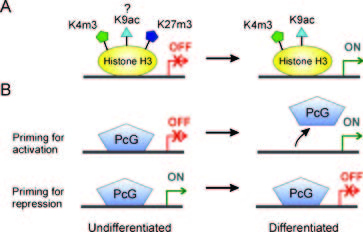 A
?
K4m3 K9ac K27m3 K4m3 K9ac
Histone H3 OFF Histone H3 ON
B
Priming for
activation
PcG OFF PcG ON
Priming for
repression
PcG ON PcG OFF
Undifferentiated Differentiated